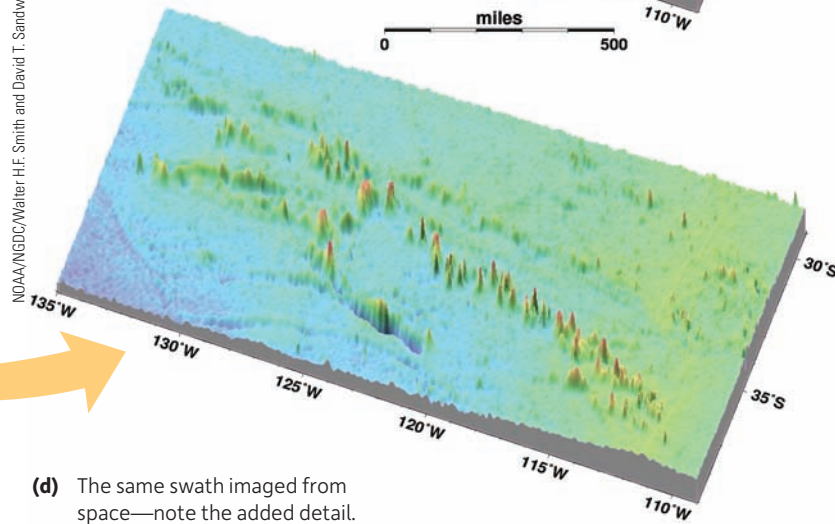 110°W
miles
0 500
NOAA/NGDC/Walter H.F. Smith and David T.
30°S
135°W
130°W
125°W
35°S
120°W
115°W
110°W
(d) The same swath imaged from
space—note the added detail.